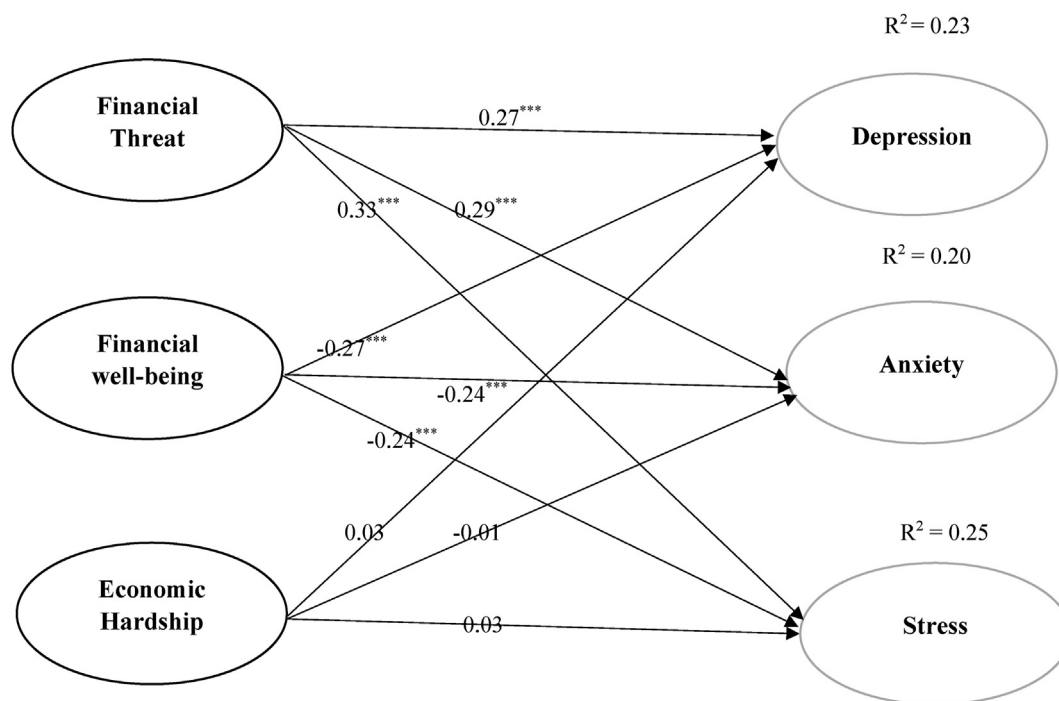 R² = 0.23
Financial
Threat
0.27***
Depression
0.33***
0.29***
R² = 0.20
Financial
well-being
-0.27***
-0.24***
Anxiety
-0.24***
0.03
-0.01
R² = 0.25
Economic
Hardship
0.03
Stress